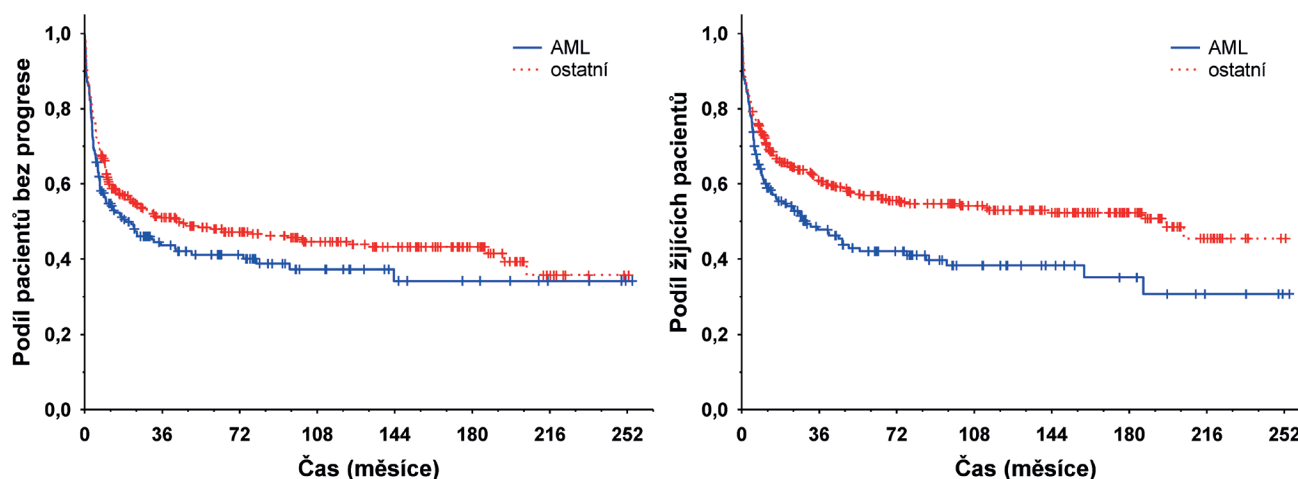 Podíl pacientů bez progrese
1,0
0,8
0,6
0,4
0,2
0,0
AML
ostatní
0 36 72 108 144 180 216 252
Čas (měsíce)
Podíl žijících pacientů
1,0
0,8
0,6
0,4
0,2
0,0
AML
ostatní
0 36 72 108 144 180 216 252
Čas (měsíce)